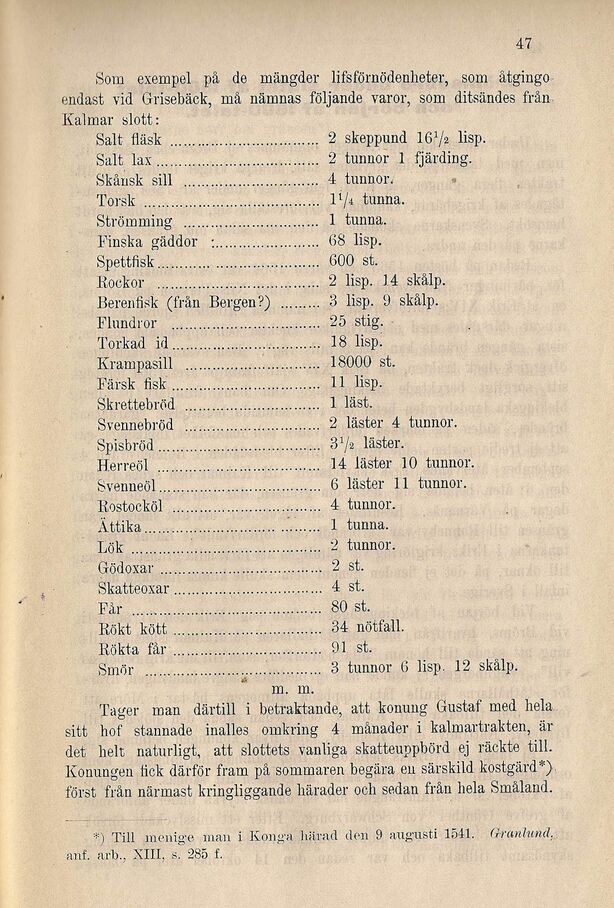 47
Som exempel på de mängder lifsförnödenheter, som åtgingo
endast vid Grisebäck, må nämnas följande varor, som ditsändes från
Kalmar slott:
Salt fläsk ........................................ 2 skeppund 16½ lisp.
Salt lax ........................................ 2 tunnor 1 fjärding.
Skånsk sill ........................................ 4 tunnor.
Torsk ........................................ 1¼ tunna.
Strömming ........................................ 1 tunna.
Finska gäddor ........................................ 68 lisp.
Spettfisk ........................................ 600 st.
Rockor ........................................ 2 lisp. 14 skålp.
Berenfisk (från Bergen?) .......... 3 lisp. 9 skålp.
Flundror ........................................ 25 stig.
Torkad id ........................................ 18 lisp.
Krampasill ........................................ 18000 st.
Färsk fisk ........................................ 11 lisp.
Skrettebröd ........................................ 1 läst.
Svennebröd ........................................ 2 läster 4 tunnor.
Spisbröd ........................................ 3½ läster.
Herreöl ........................................ 14 läster 10 tunnor.
Svenneöl ........................................ 6 läster 11 tunnor.
Rostocköl ........................................ 4 tunnor.
Ättika ........................................ 1 tunna.
Lök ........................................ 2 tunnor.
Gödoxar ........................................ 2 st.
Skatteoxar ........................................ 4 st.
Får ........................................ 80 st.
Rökt kött ........................................ 34 nötfall.
Rökta får ........................................ 91 st.
Smör ........................................ 3 tunnor 6 lisp. 12 skålp.
m. m.
Tager man därtill i betraktande, att konung Gustaf med hela
sitt hof stannade inalles omkring 4 månader i kalmartrakten, är
det helt naturligt, att slottets vanliga skatteuppbörd ej räckte till.
Konungen fick därför fram på sommaren begära en särskild kostgärd*)
först från närmast kringliggande härader och sedan från hela Småland.
*) Till menige man i Konga härad den 9 augusti 1541. Granlund,
anf. arb., XIII, s. 285 f.